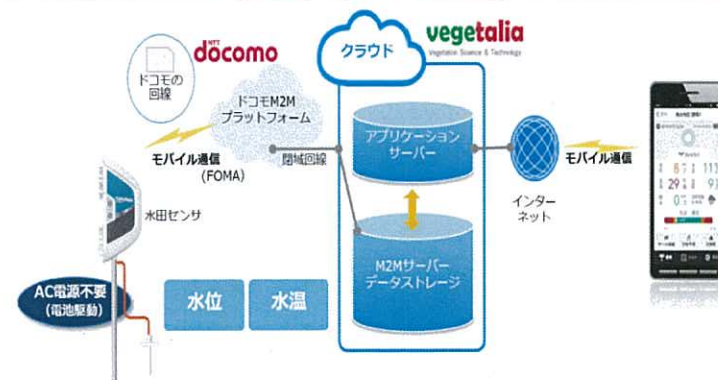 NTT
döcomo
ドコモの
回線
クラウド
vegetalia
Vegetable Science & Technology
ドコモM2M
プラットフォーム
アプリケーション
サーバー
モバイル通信
(FOMA)
閉域回線
モバイル通信
インター
ネット
水田センサ
M2Mサーバー
データストレージ
AC電源不要
(電池駆動)
水位
水温